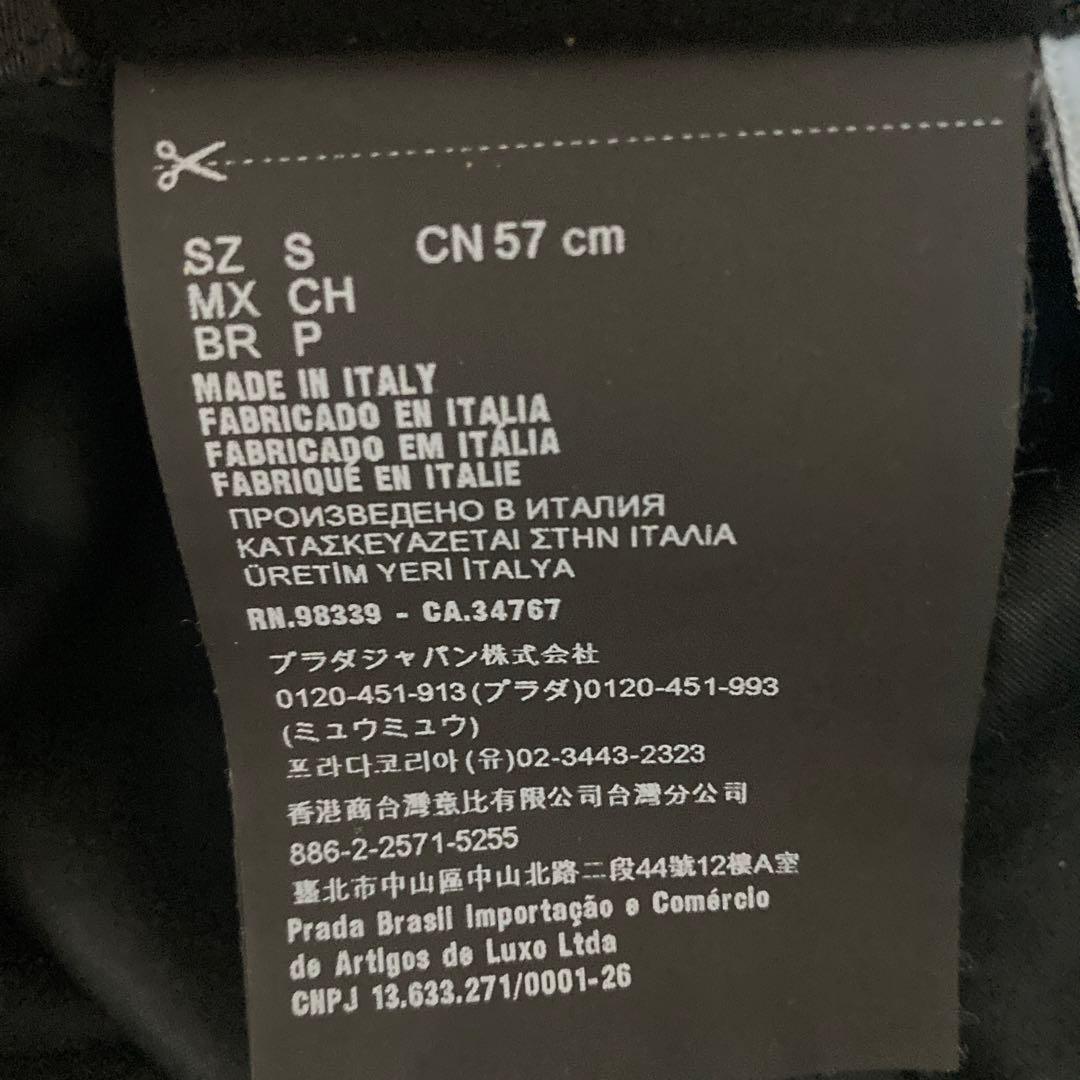 SZ S CN 57 cm
MX CH
BR P
MADE IN ITALY
FABRICADO EN ITALIA
FABRICADO EM ITÁLIA
FABRIQUÉ EN ITALIE
ПРОИЗВЕДЕНО В ИТАЛИЯ
ΚΑΤΑΣΚΕΥΑΖΕΤΑΙ ΣΤΗΝ ΙΤΑΛίΑ
ÜRETİM YERİ İTALYA
RN.98339 - CA.34767
プラダジャパン株式会社
0120-451-913(プラダ)0120-451-993
(ミュウミュウ)
프라다코리아(유)02-3443-2323
香港商台灣意比有限公司台灣分公司
886-2-2571-5255
臺北市中山區中山北路二段44號12樓A室
Prada Brasil Importação e Comércio
de Artigos de Luxo Ltda
CNPJ 13.633.271/0001-26